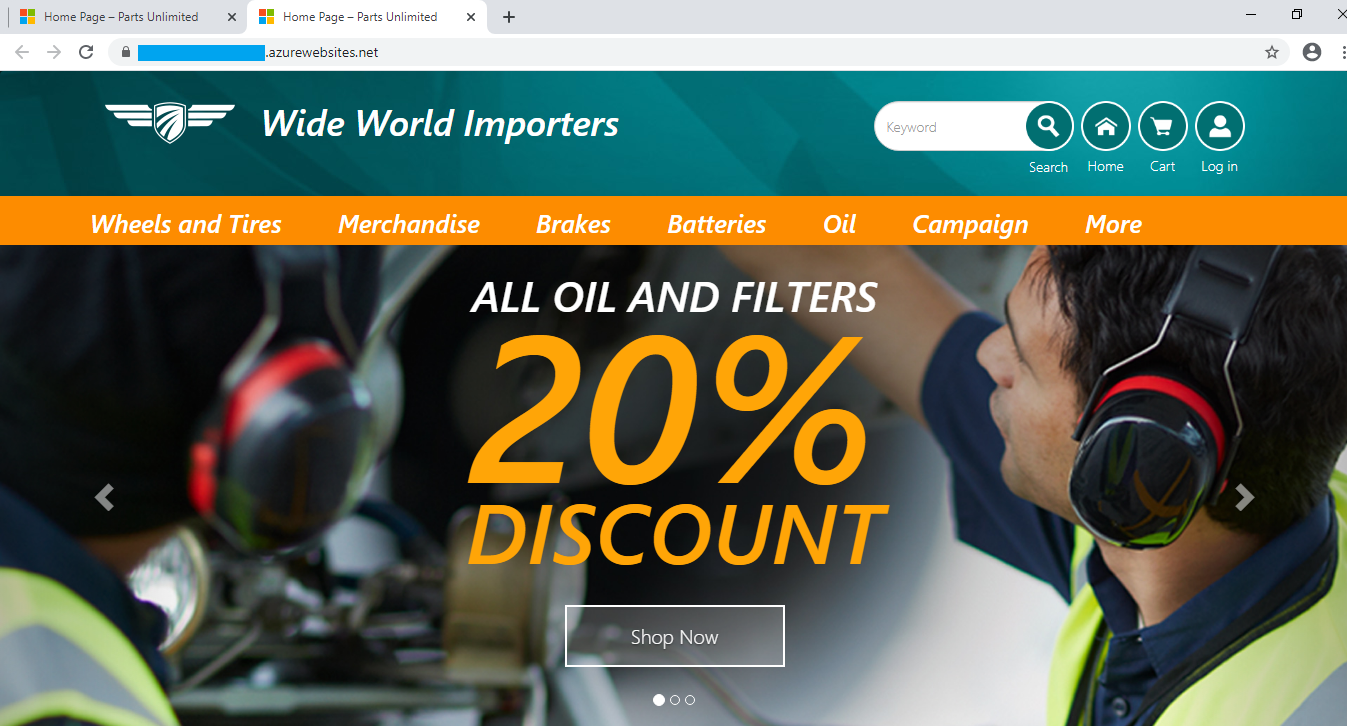 Home Page – Parts Unlimited
Home Page – Parts Unlimited
.azurewebsites.net
Wide World Importers
Keyword
Search
Home
Cart
Log in
Wheels and Tires
Merchandise
Brakes
Batteries
Oil
Campaign
More
ALL OIL AND FILTERS
20%
DISCOUNT
Shop Now